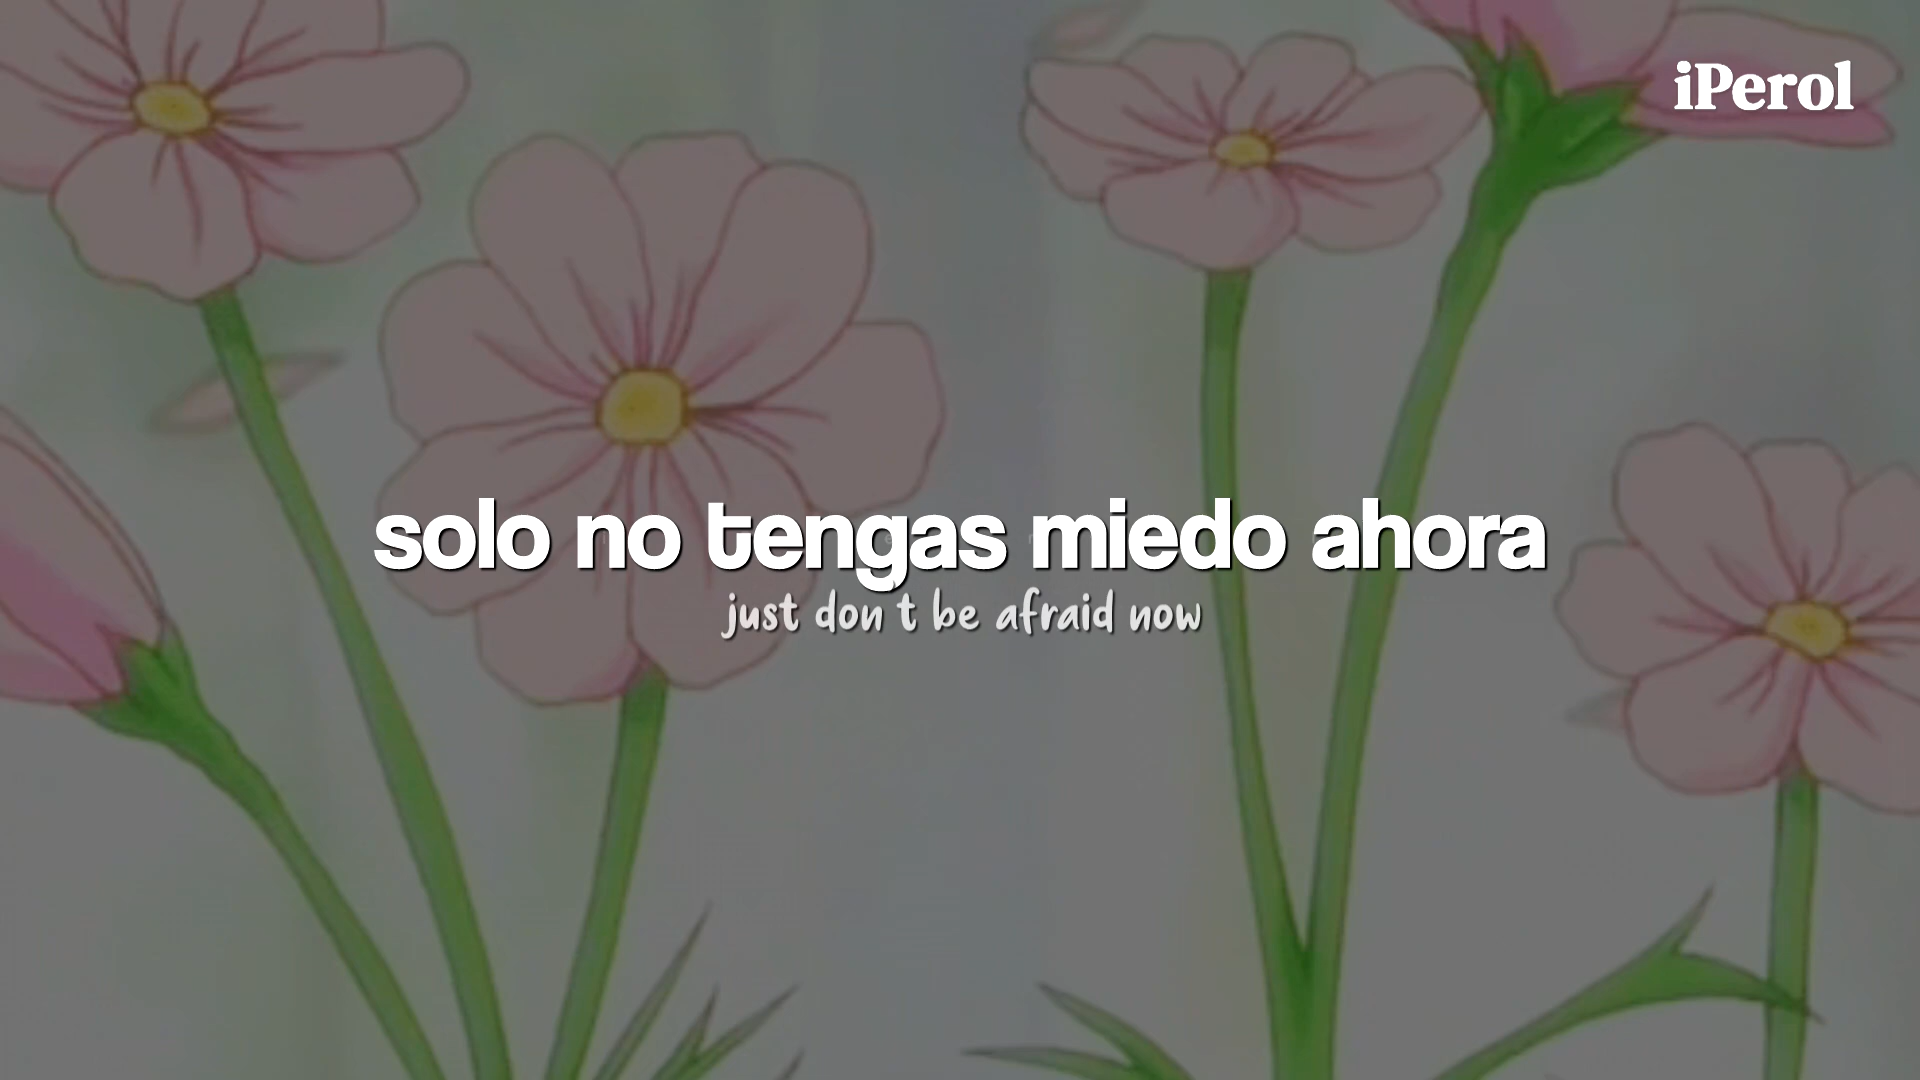 iPerol
solo no tengas miedo ahora
just don t be afraid now